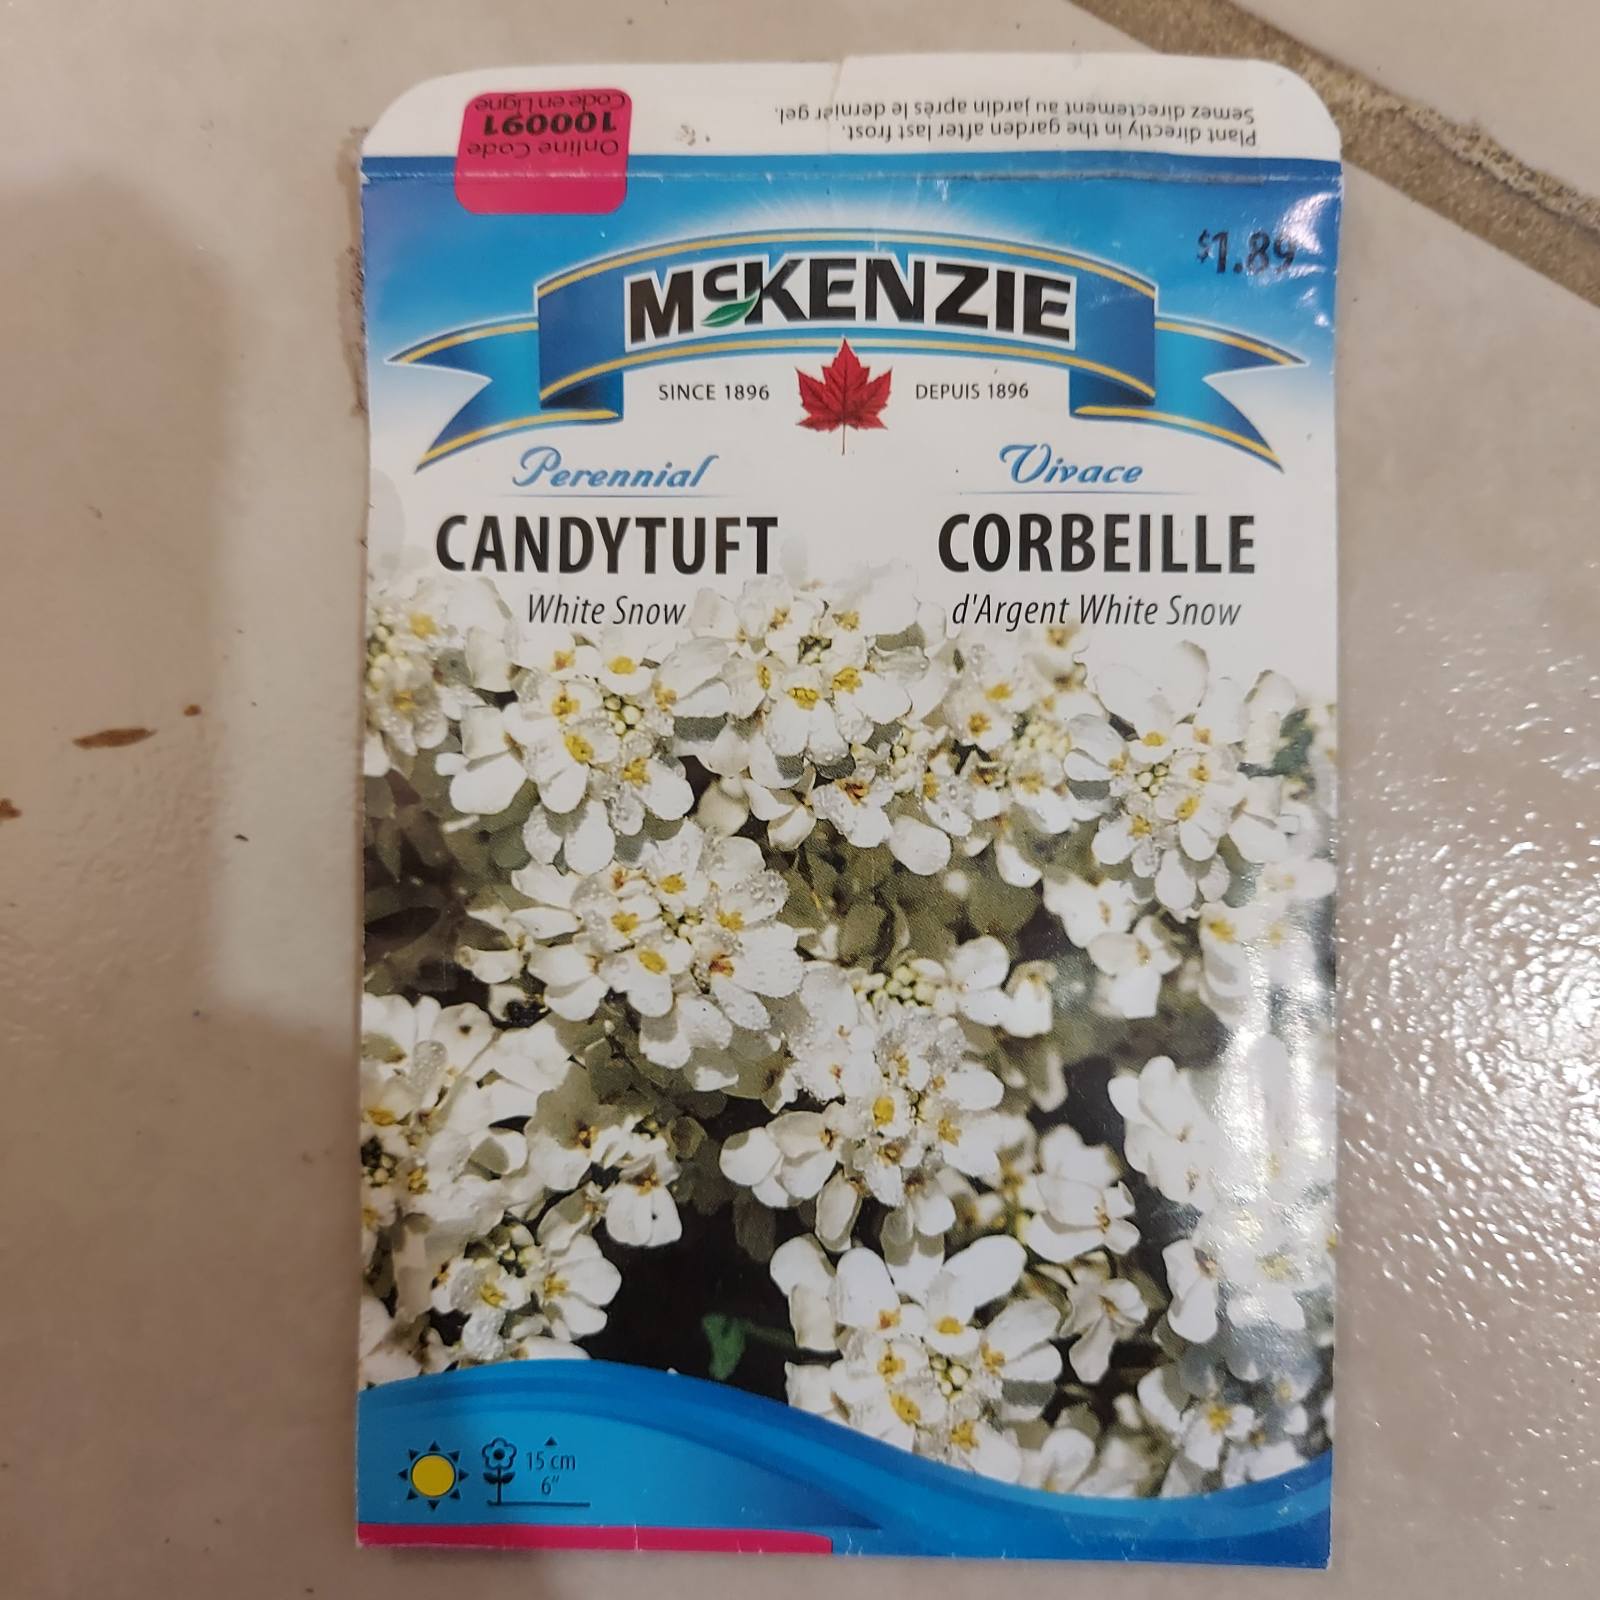 Plant directly in the garden after last frost.
Semez directement au jardin après le dernier gel.
Online Code
100091
Code en Ligne
$1.89
McKENZIE
SINCE 1896 DEPUIS 1896
Perennial Vivace
CANDYTUFT CORBEILLE
White Snow d'Argent White Snow
15 cm
6"